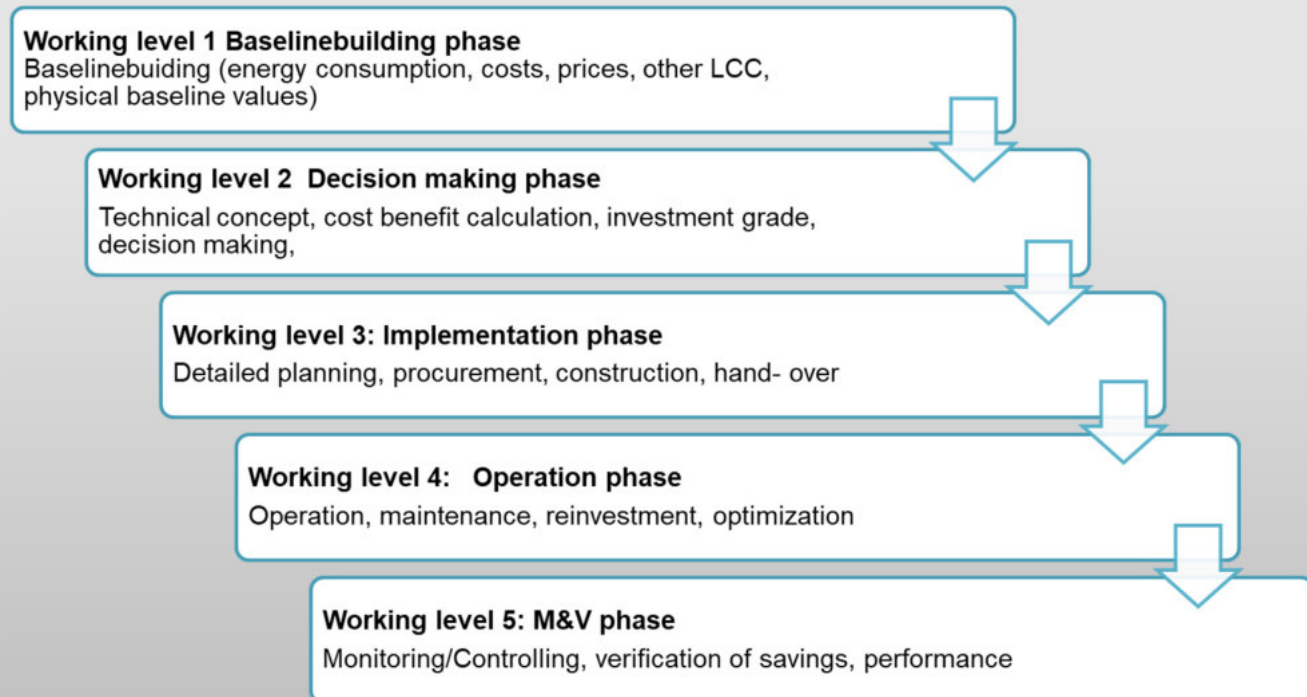 Working level 1 Baselinebuilding phase
Baselinebuiding (energy consumption, costs, prices, other LCC,
physical baseline values)
Working level 2  Decision making phase
Technical concept, cost benefit calculation, investment grade,
decision making,
Working level 3: Implementation phase
Detailed planning, procurement, construction, hand- over
Working level 4:   Operation phase
Operation, maintenance, reinvestment, optimization
Working level 5: M&V phase
Monitoring/Controlling, verification of savings, performance